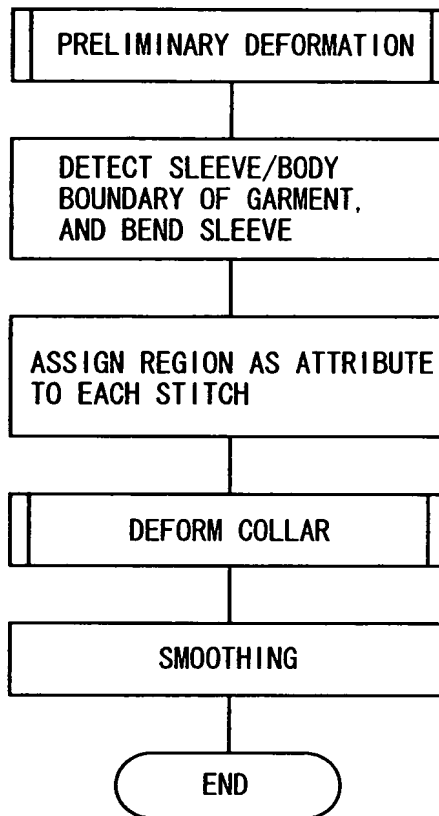 PRELIMINARY DEFORMATION
DETECT SLEEVE/BODY
BOUNDARY OF GARMENT,
AND BEND SLEEVE
ASSIGN REGION AS ATTRIBUTE
TO EACH STITCH
DEFORM COLLAR
SMOOTHING
END